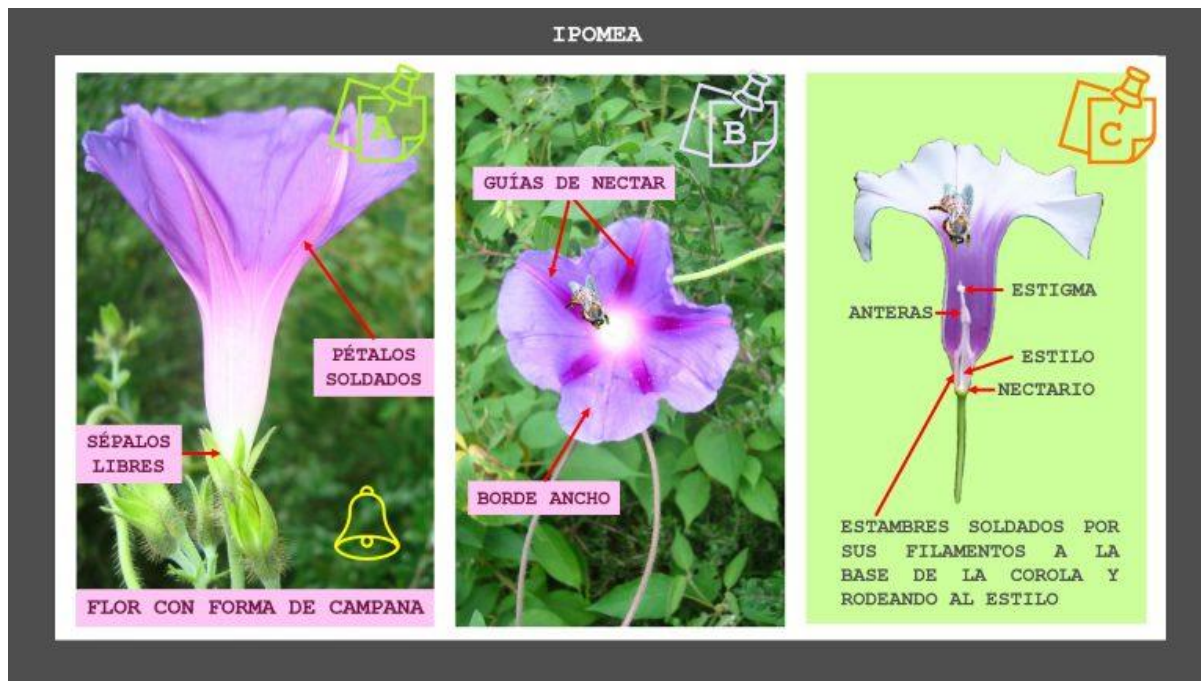 IPOMEA
A
PÉTALOS
SOLDADOS
SÉPALOS
LIBRES
FLOR CON FORMA DE CAMPANA
B
GUÍAS DE NECTAR
BORDE ANCHO
C
ESTIGMA
ANTERAS
ESTILO
NECTARIO
ESTAMBRES SOLDADOS POR
SUS FILAMENTOS A LA
BASE DE LA COROLA Y
RODEANDO AL ESTILO